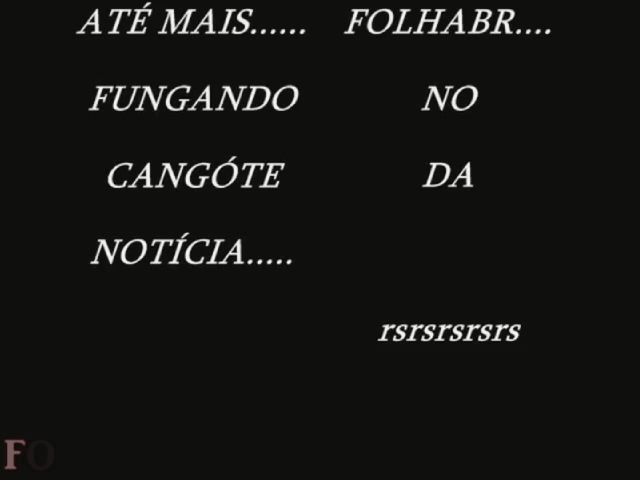 ATÉ MAIS...... FOLHABR....
FUNGANDO NO
CANGÓTE DA
NOTÍCIA.....
rsrsrsrsrs
FO